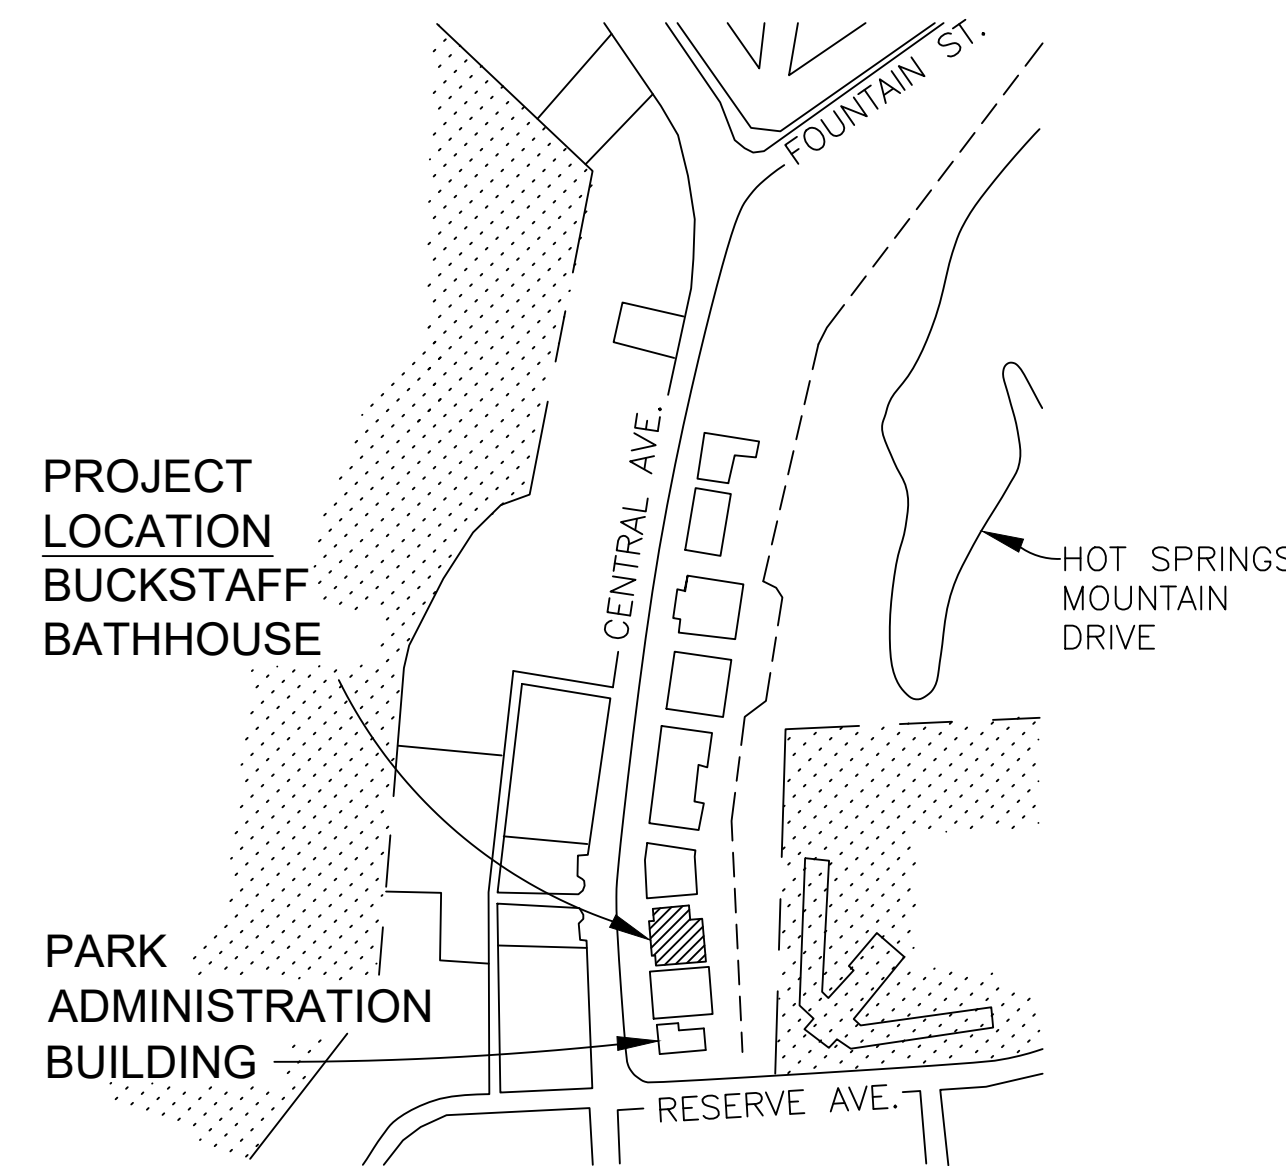 FOUNTAIN ST.
CENTRAL AVE.
PROJECT
LOCATION
BUCKSTAFF
BATHHOUSE
HOT SPRINGS
MOUNTAIN
DRIVE
PARK
ADMINISTRATION
BUILDING
RESERVE AVE.